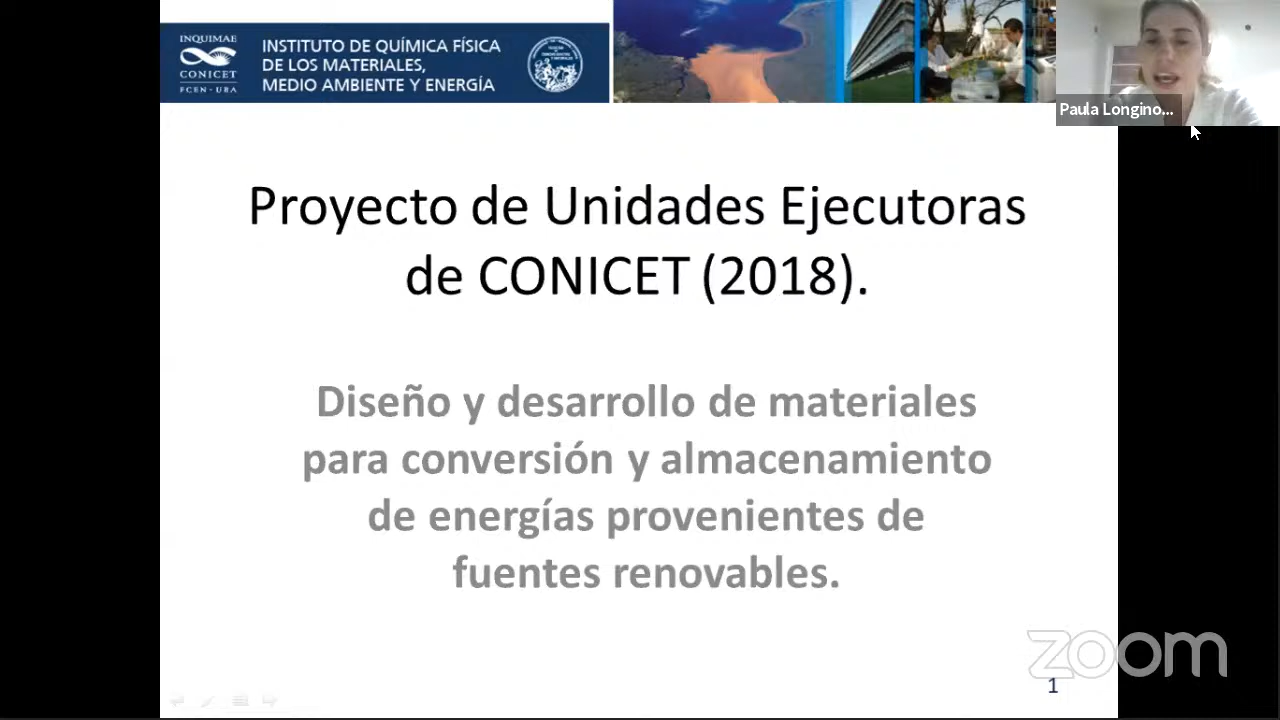 INQUIMAE
CONICET
FCEN - UBA
INSTITUTO DE QUÍMICA FÍSICA
DE LOS MATERIALES,
MEDIO AMBIENTE Y ENERGÍA
Paula Longino...
Proyecto de Unidades Ejecutoras
de CONICET (2018).
Diseño y desarrollo de materiales
para conversión y almacenamiento
de energías provenientes de
fuentes renovables.
zoom
1